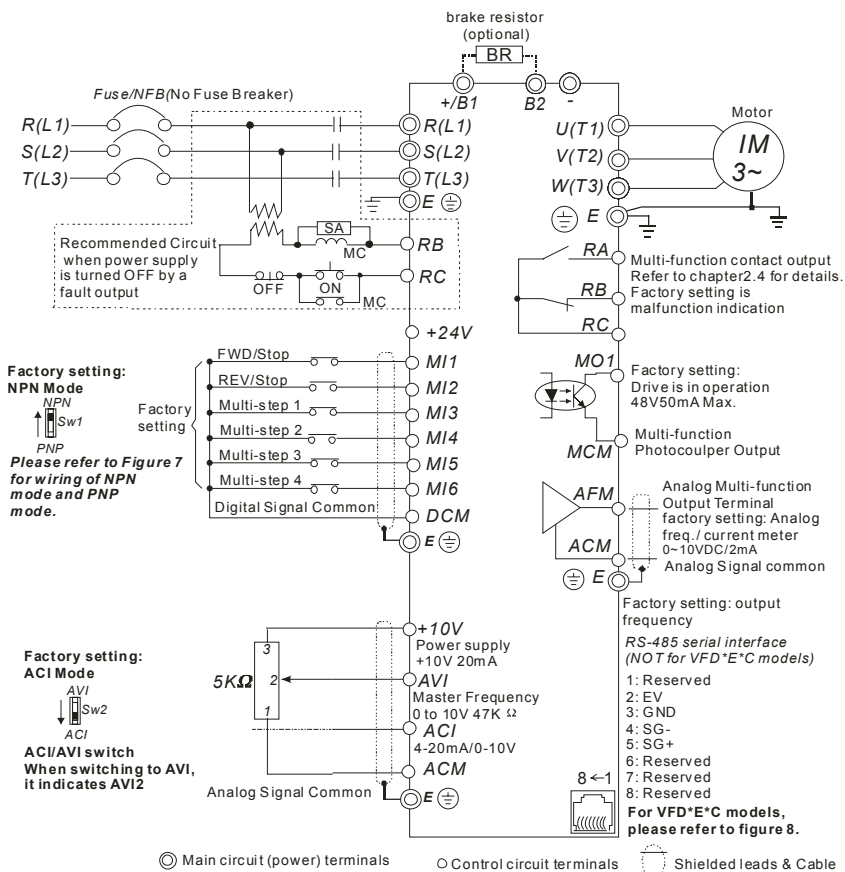 brake resistor
(optional)
BR
Fuse/NFB(No Fuse Breaker)
+/B1
B2
-
Motor
R(L1)
R(L1)
U(T1)
IM
3~
S(L2)
S(L2)
V(T2)
T(L3)
T(L3)
W(T3)
E
E
Recommended Circuit
when power supply
is turned OFF by a
fault output
SA
MC
RB
OFF
ON
MC
RC
RA
RB
RC
Multi-function contact output
Refer to chapter2.4 for details.
Factory setting is
malfunction indication
+24V
Factory setting:
NPN Mode
NPN
Sw1
PNP
Please refer to Figure 7
for wiring of NPN
mode and PNP
mode.
Factory
setting
FWD/Stop
MI1
REV/Stop
MI2
Multi-step 1
MI3
Multi-step 2
MI4
Multi-step 3
MI5
Multi-step 4
MI6
Digital Signal Common
DCM
E
MO1
Factory setting:
Drive is in operation
48V50mA Max.
MCM
Multi-function
Photocoulper Output
AFM
Analog Multi-function
Output Terminal
factory setting: Analog
freq./ current meter
0~10VDC/2mA
ACM
Analog Signal common
E
Factory setting: output
frequency
Factory setting:
ACI Mode
AVI
Sw2
ACI
ACI/AVI switch
When switching to AVI,
it indicates AVI2
5KΩ
3
2
1
+10V
Power supply
+10V 20mA
AVI
Master Frequency
0 to 10V 47K Ω
ACI
4-20mA/0-10V
ACM
Analog Signal Common
E
RS-485 serial interface
(NOT for VFD*E*C models)
1: Reserved
2: EV
3: GND
4: SG-
5: SG+
6: Reserved
7: Reserved
8: Reserved
8←1
For VFD*E*C models,
please refer to figure 8.
Main circuit (power) terminals
Control circuit terminals
Shielded leads & Cable